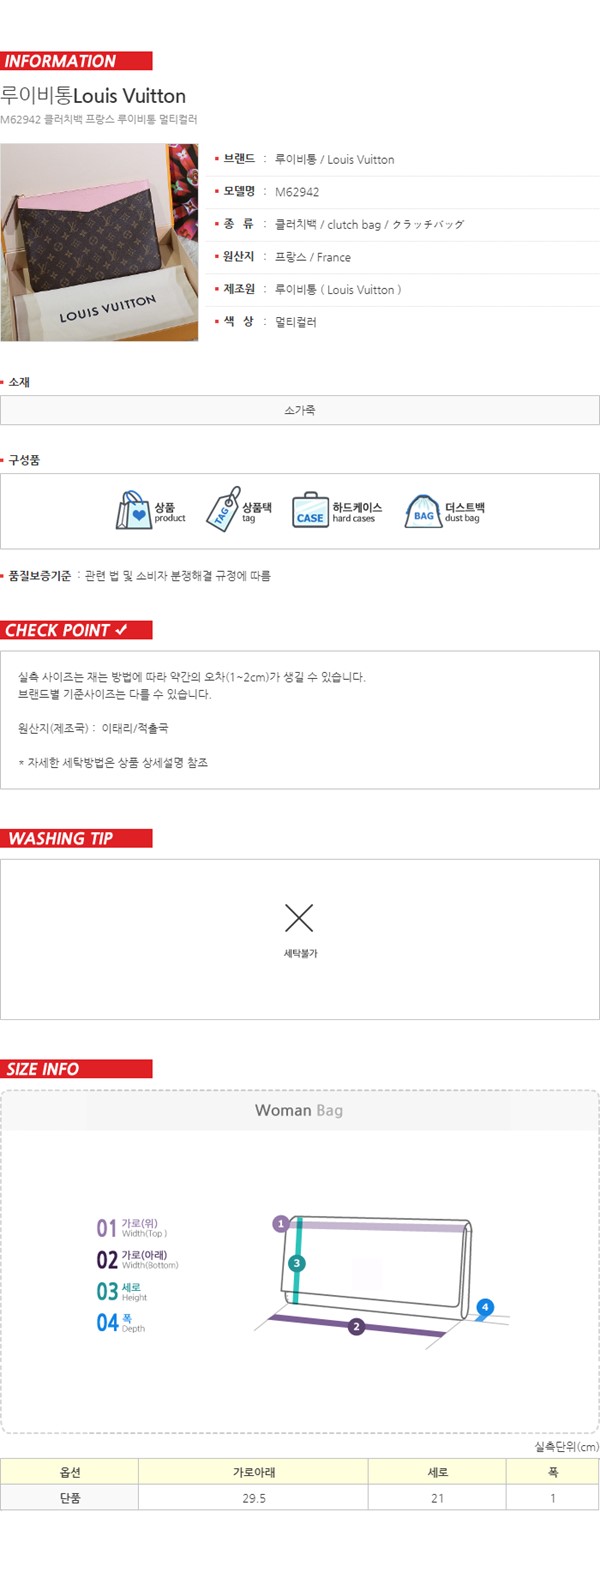 INFORMATION
루이비통Louis Vuitton
M62942 클러치백 프랑스 루이비통 멀티컬러
LOUIS VUITTON
브랜드 : 루이비통 / Louis Vuitton
모델명 : M62942
종 류 : 클러치백 / clutch bag / クラッチバッグ
원산지 : 프랑스 / France
제조원 : 루이비통 ( Louis Vuitton )
색 상 : 멀티컬러
소재
소가죽
구성품
상품 product
TAG 상품택 tag
CASE 하드케이스 hard cases
BAG 더스트백 dust bag
품질보증기준 : 관련 법 및 소비자 분쟁해결 규정에 따름
CHECK POINT
실측 사이즈는 재는 방법에 따라 약간의 오차(1~2cm)가 생길 수 있습니다.
브랜드별 기준사이즈는 다를 수 있습니다.
원산지(제조국) : 이태리/적출국
* 자세한 세탁방법은 상품 상세설명 참조
WASHING TIP
세탁불가
SIZE INFO
Woman Bag
01 가로(위) Width(Top )
02 가로(아래) Width(Bottom)
03 세로 Height
04 폭 Depth
1
3
4
2
실측단위(cm)
옵션 가로아래 세로 폭
단품 29.5 21 1